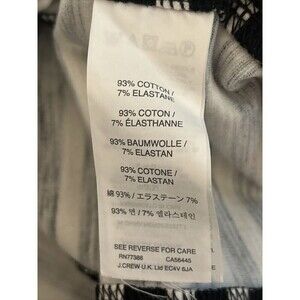 93% COTTON /
7% ELASTANE
93% COTON /
7% ÉLASTHANNE
93% BAUMWOLLE /
7% ELASTAN
93% COTONE /
7% ELASTAN
綿 93% / エラステーン 7%
93% 면 / 7% 엘라스테인
SEE REVERSE FOR CARE
RN77388 CA56445
J.CREW U.K. Ltd EC4V 6JA